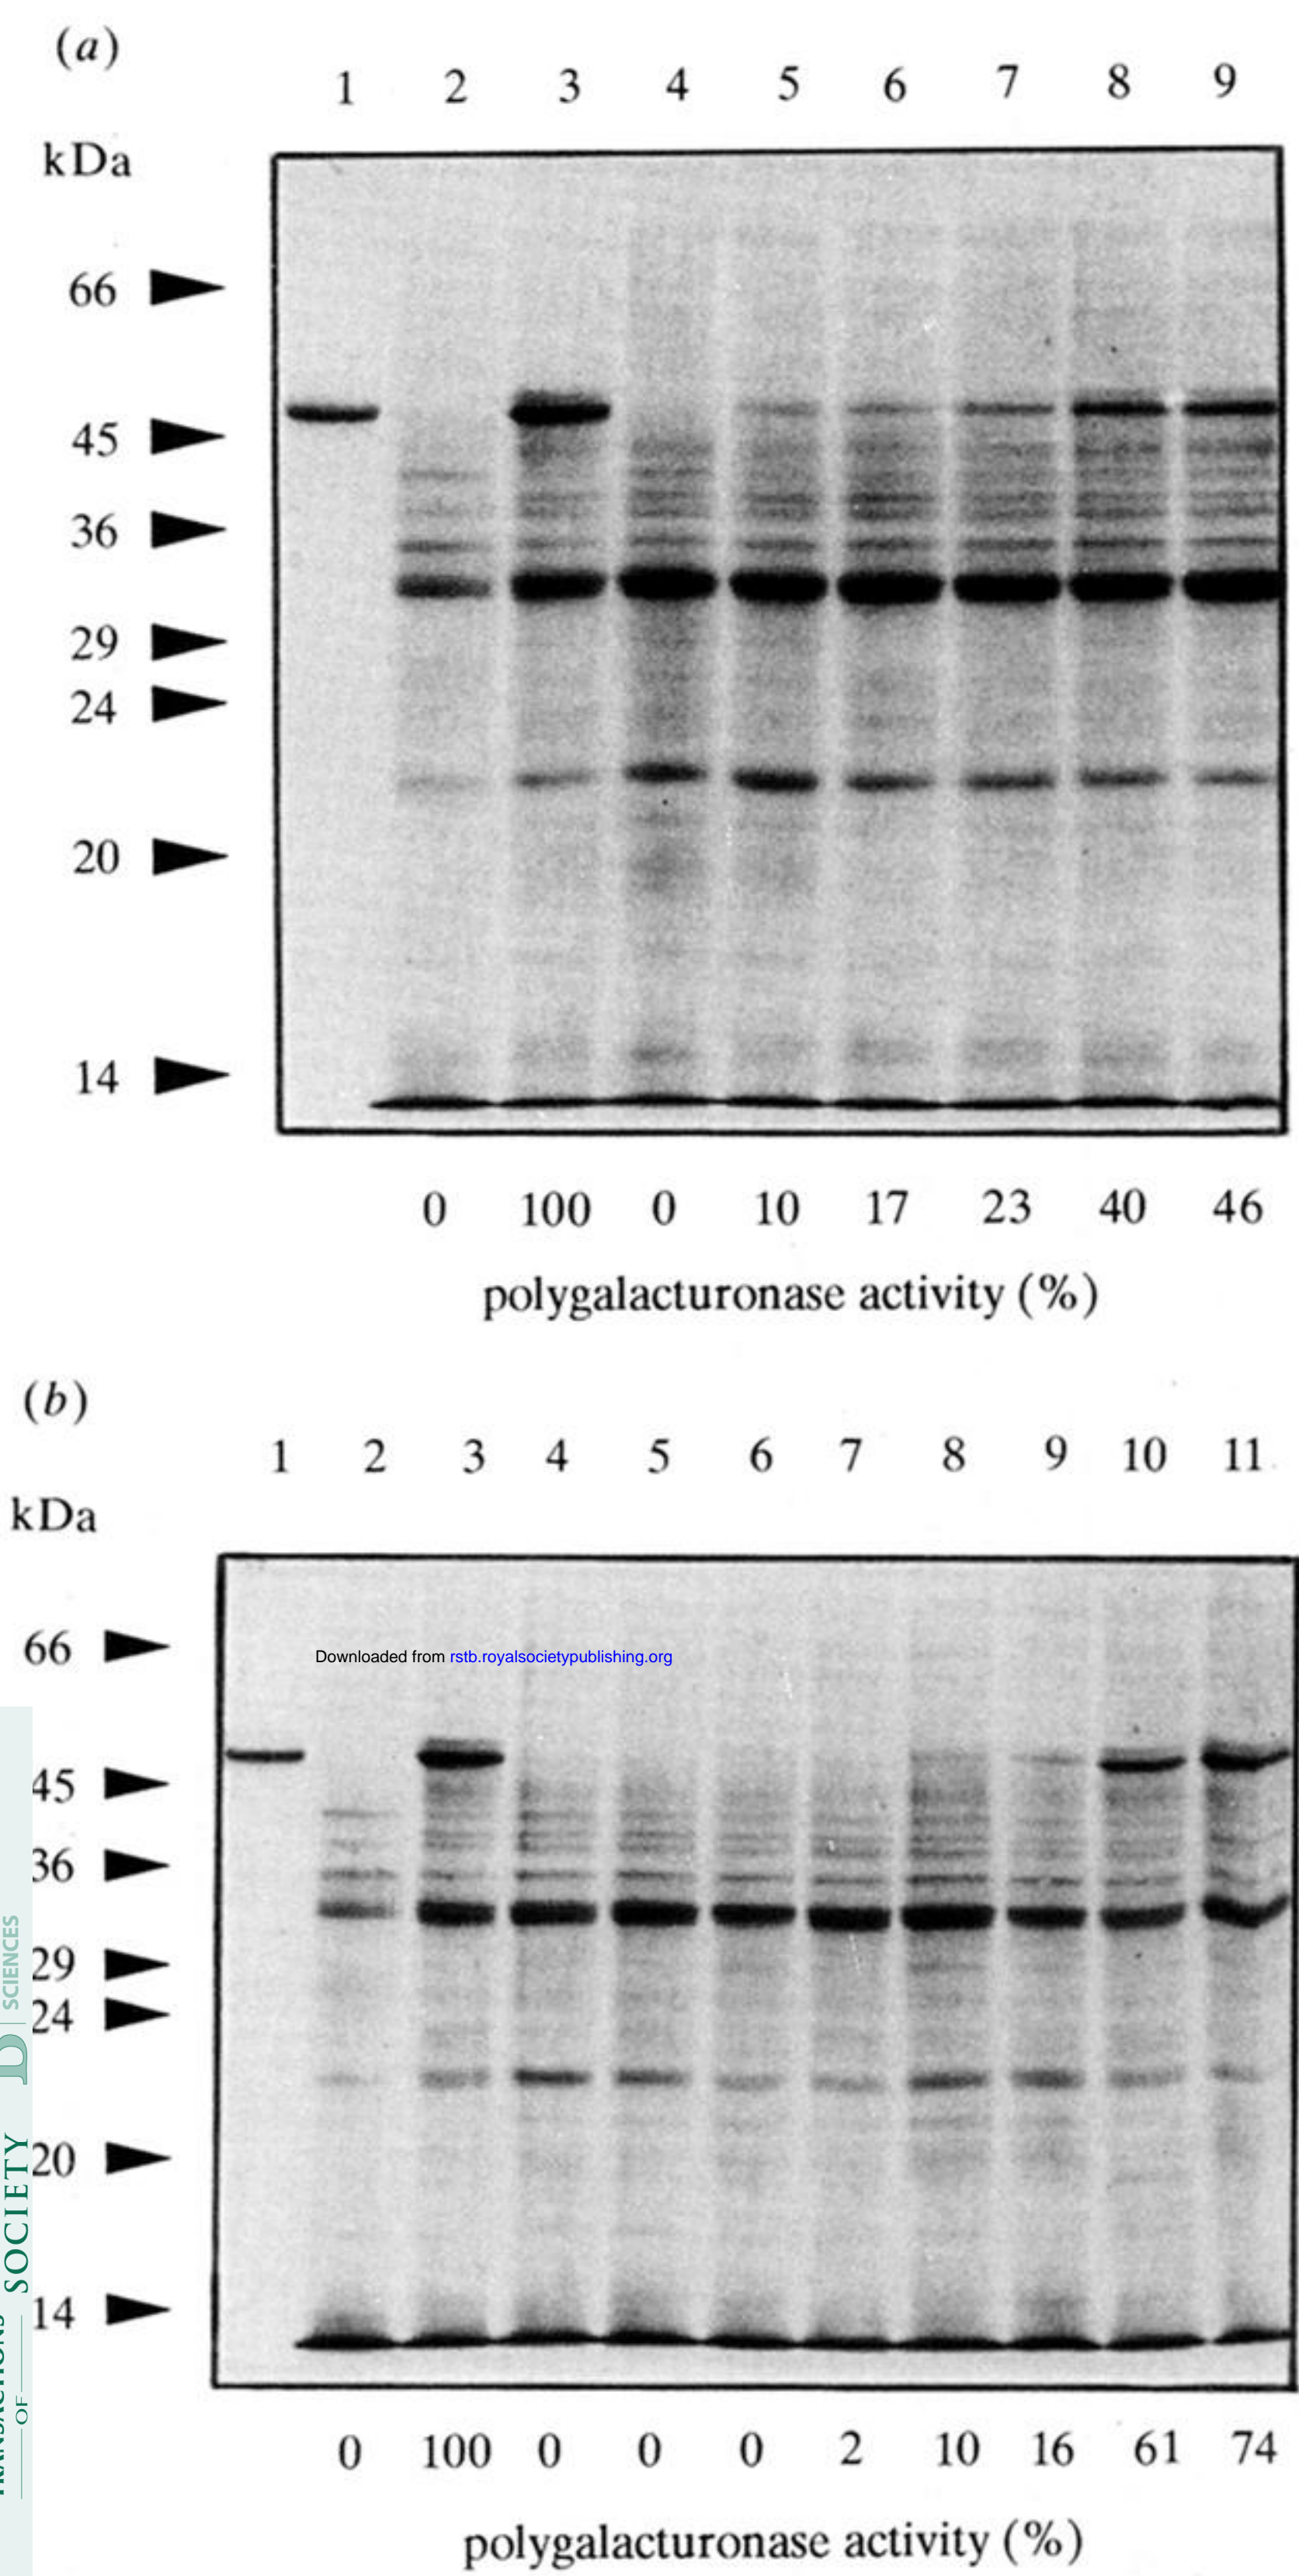 (a)
1 2 3 4 5 6 7 8 9
kDa
66
45
36
29
24
20
14
0 100 0 10 17 23 40 46
polygalacturonase activity (%)
(b)
1 2 3 4 5 6 7 8 9 10 11
kDa
66
Downloaded from rstb.royalsocietypublishing.org
45
36
29
24
20
14
0 100 0 0 0 2 10 16 61 74
polygalacturonase activity (%)
SCIENCES
SOCIETY
OF